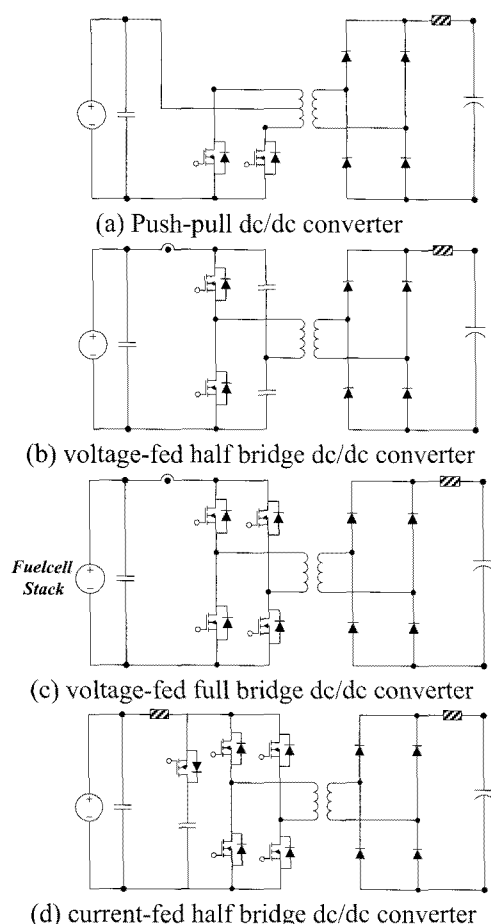 (a) Push-pull dc/dc converter
(b) voltage-fed half bridge dc/dc converter
Fuelcell
Stack
(c) voltage-fed full bridge dc/dc converter
(d) current-fed half bridge dc/dc converter